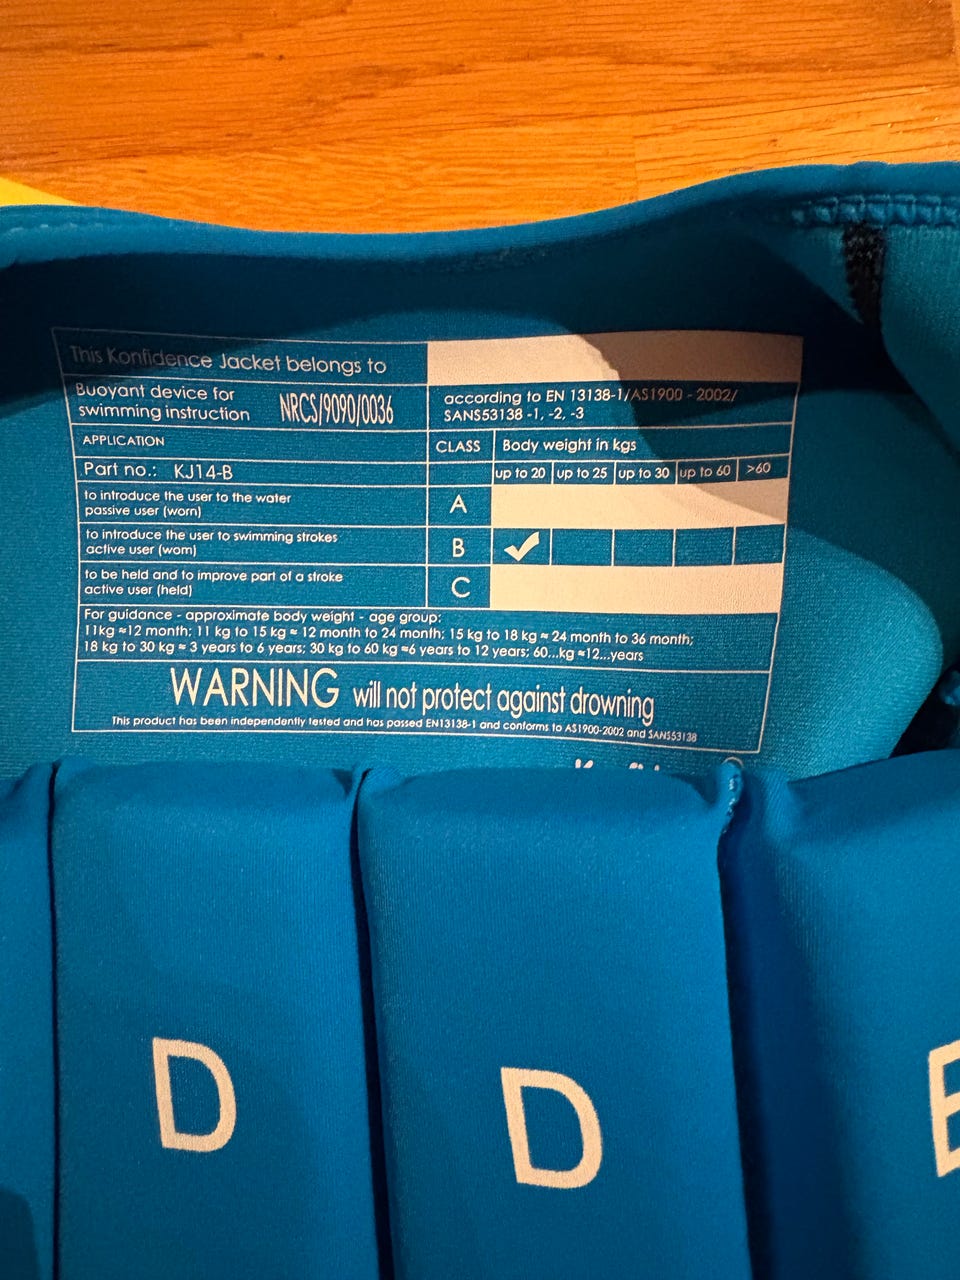 This Konfidence Jacket belongs to
Buoyant device for
swimming instruction
NRCS/9090/0036
according to EN 13138-1/AS1900 - 2002/
SANS53138 -1, -2, -3
APPLICATION
CLASS
Body weight in kgs
Part no.: KJ14-B
up to 20
up to 25
up to 30
up to 60
>60
to introduce the user to the water
passive user (worn)
A
to introduce the user to swimming strokes
active user (worn)
B
✓
to be held and to improve part of a stroke
active user (held)
C
For guidance - approximate body weight - age group:
11kg ≈12 month; 11 kg to 15 kg ≈ 12 month to 24 month; 15 kg to 18 kg ≈ 24 month to 36 month;
18 kg to 30 kg ≈ 3 years to 6 years; 30 kg to 60 kg ≈6 years to 12 years; 60...kg ≈12...years
WARNING will not protect against drowning
This product has been independently tested and has passed EN13138-1 and conforms to AS1900-2002 and SANS53138
D
D